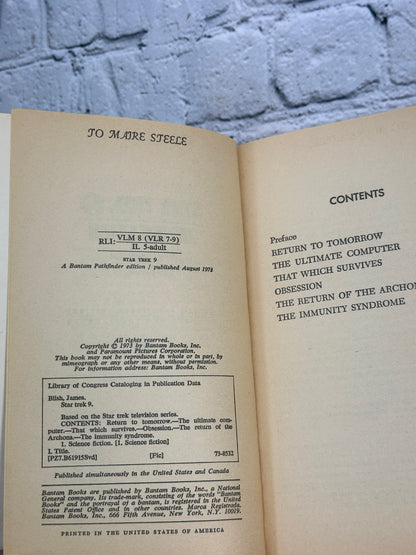 TO MAIRE STEELE
RLI: VLM 8 (VLR 7-9)
IL 5-adult
STAR TREK 9
A Bantam Pathfinder edition / published August 1973
All rights reserved.
Copyright © 1973 by Bantam Books, Inc.
and Paramount Pictures Corporation.
This book may not be reproduced in whole or in part, by
mimeograph or any other means, without permission.
For information address: Bantam Books, Inc.
Library of Congress Cataloging in Publication Data
Blish, James.
Star trek 9.
Based on the Star trek television series.
CONTENTS: Return to tomorrow.—The ultimate com-
puter.—That which survives.—Obsession.—The return of the
Archons.—The immunity syndrome.
1. Science fiction. [1. Science fiction]
I. Title.
[PZ7.B61915Svd] [Fic] 73-8532
Published simultaneously in the United States and Canada
Bantam Books are published by Bantam Books, Inc., a National
General company. Its trade-mark, consisting of the words "Bantam
Books" and the portrayal of a bantam, is registered in the United
States Patent Office and in other countries. Marca Registrada.
Bantam Books, Inc., 666 Fifth Avenue, New York, N.Y. 10019.
PRINTED IN THE UNITED STATES OF AMERICA
CONTENTS
Preface
RETURN TO TOMORROW
THE ULTIMATE COMPUTER
THAT WHICH SURVIVES
OBSESSION
THE RETURN OF THE ARCHON
THE IMMUNITY SYNDROME